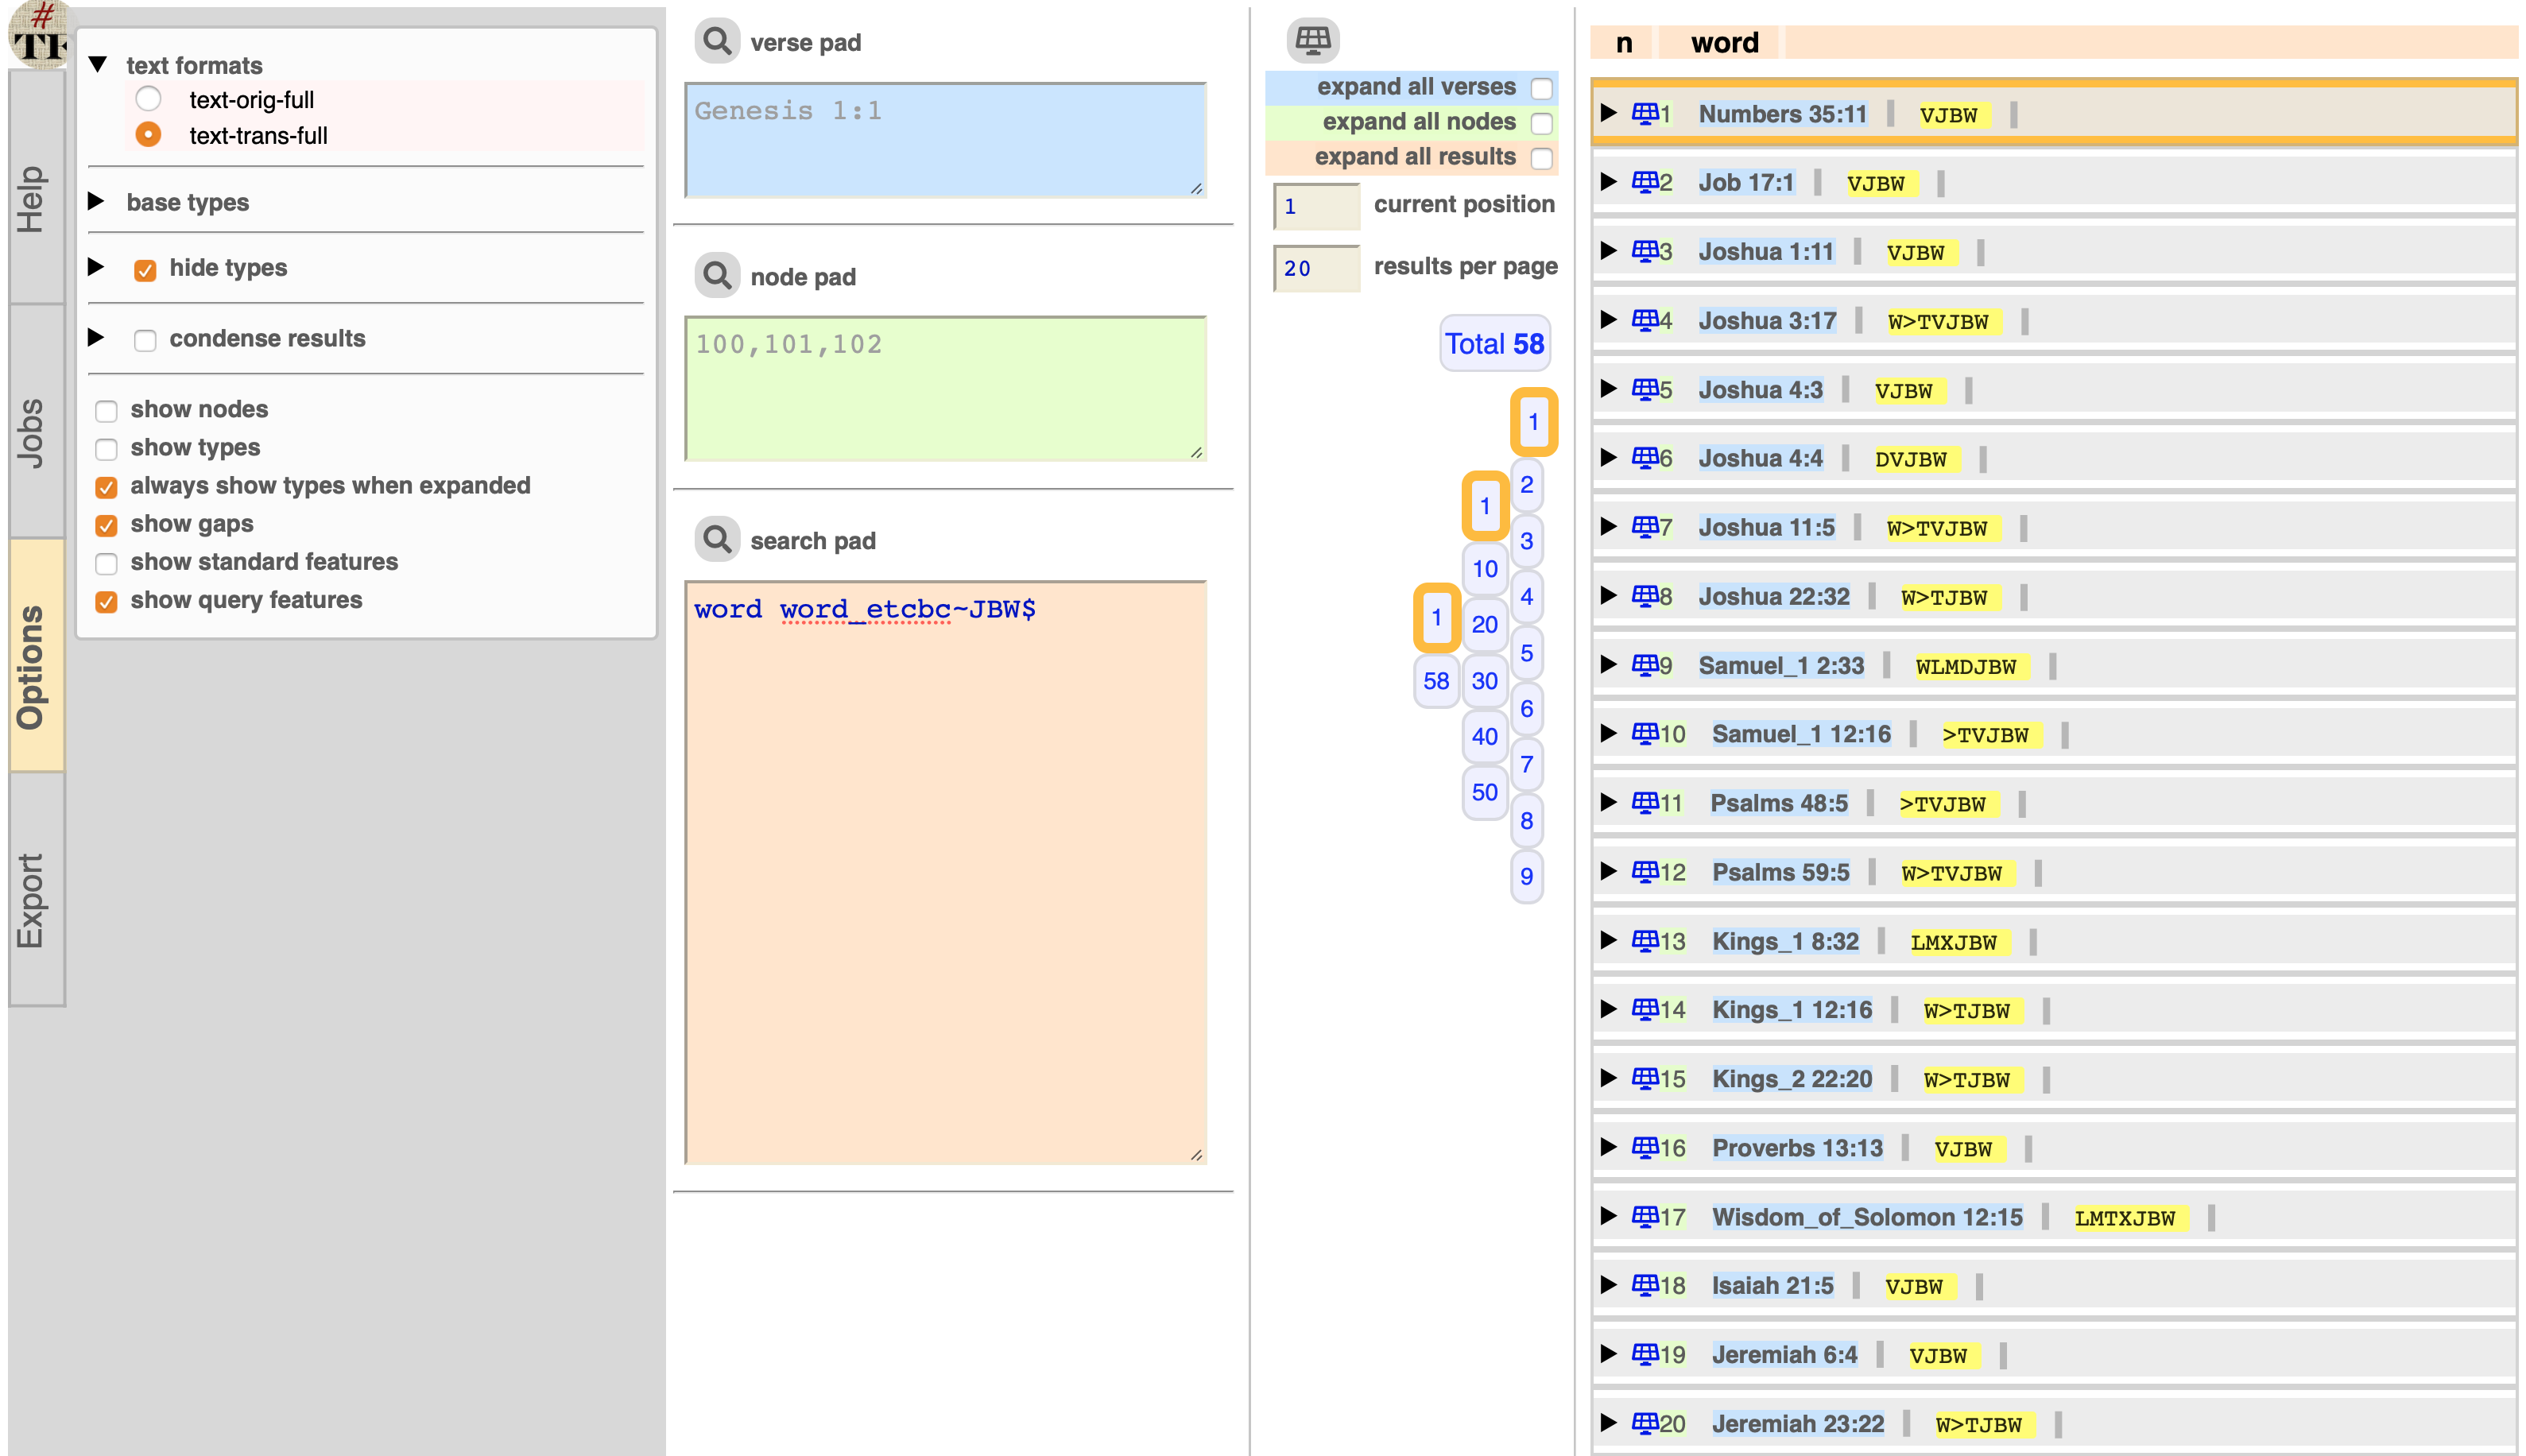 #
TF
Help
Jobs
Options
Export
text formats
text-orig-full
text-trans-full
base types
hide types
condense results
show nodes
show types
always show types when expanded
show gaps
show standard features
show query features
verse pad
Genesis 1:1
node pad
100,101,102
search pad
word word_etcbc~JBW$
expand all verses
expand all nodes
expand all results
1 current position
20 results per page
Total 58
1
1
1
2
3
4
5
6
7
8
9
10
20
30
40
50
58
n word
1 Numbers 35:11 VJBW
2 Job 17:1 VJBW
3 Joshua 1:11 VJBW
4 Joshua 3:17 W>TVJBW
5 Joshua 4:3 VJBW
6 Joshua 4:4 DVJBW
7 Joshua 11:5 W>TVJBW
8 Joshua 22:32 W>TJBW
9 Samuel_1 2:33 WLMDJBW
10 Samuel_1 12:16 >TVJBW
11 Psalms 48:5 >TVJBW
12 Psalms 59:5 W>TVJBW
13 Kings_1 8:32 LMXJBW
14 Kings_1 12:16 W>TJBW
15 Kings_2 22:20 W>TJBW
16 Proverbs 13:13 VJBW
17 Wisdom_of_Solomon 12:15 LMTXJBW
18 Isaiah 21:5 VJBW
19 Jeremiah 6:4 VJBW
20 Jeremiah 23:22 W>TJBW